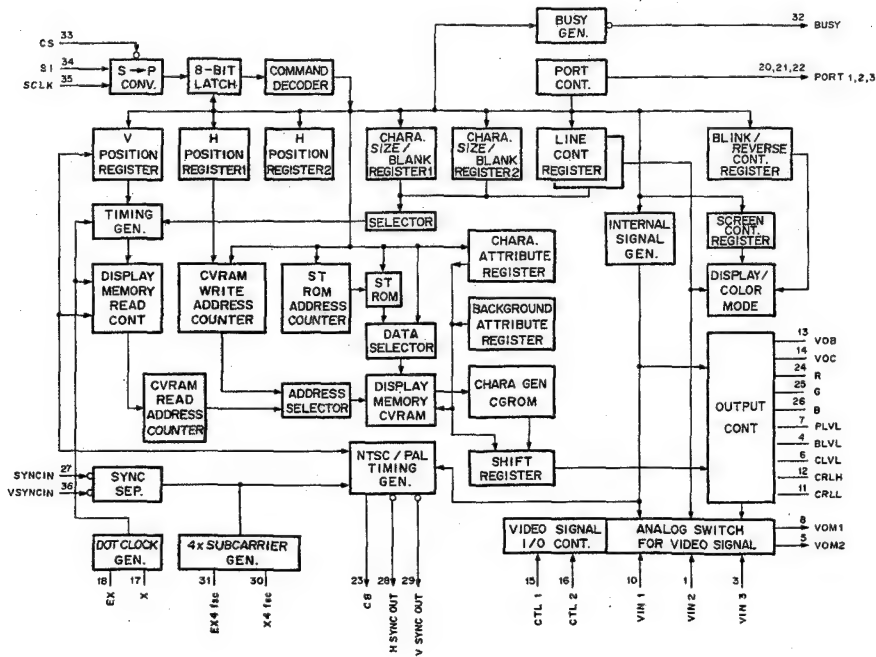 BUSY GEN.
32
BUSY
CS
33
SI
34
SCLK
35
S → P
CONV.
8-BIT
LATCH
COMMAND
DECODER
PORT
CONT.
20,21,22
PORT 1,2,3
V
POSITION
REGISTER
H
POSITION
REGISTER1
H
POSITION
REGISTER2
CHARA.
SIZE/
BLANK
REGISTER1
CHARA.
SIZE/
BLANK
REGISTER2
LINE
CONT
REGISTER
BLINK/
REVERSE
CONT.
REGISTER
TIMING
GEN.
SELECTOR
INTERNAL
SIGNAL
GEN.
SCREEN
CONT.
REGISTER
DISPLAY
MEMORY
READ
CONT
CVRAM
WRITE
ADDRESS
COUNTER
ST
ROM
ADDRESS
COUNTER
ST
ROM
CHARA.
ATTRIBUTE
REGISTER
DISPLAY/
COLOR
MODE
DATA
SELECTOR
BACKGROUND
ATTRIBUTE
REGISTER
CVRAM
READ
ADDRESS
COUNTER
ADDRESS
SELECTOR
DISPLAY
MEMORY
CVRAM
CHARA GEN
CGROM
OUTPUT
CONT
13
VOB
14
VOC
24
R
25
G
26
B
7
PLVL
4
BLVL
6
CLVL
12
CRLH
11
CRLL
SYNCIN
27
VSYNCIN
36
SYNC
SEP.
NTSC / PAL
TIMING
GEN.
SHIFT
REGISTER
DOT CLOCK
GEN.
4x SUBCARRIER
GEN.
VIDEO SIGNAL
I/O CONT.
ANALOG SWITCH
FOR VIDEO SIGNAL
8
VOM1
5
VOM2
18
17
31
30
23
28
29
15
16
10
1
3
EX
X
EX4 fsc
X4 fsc
CB
H SYNC OUT
V SYNC OUT
CTL 1
CTL 2
VIN 1
VIN 2
VIN 3